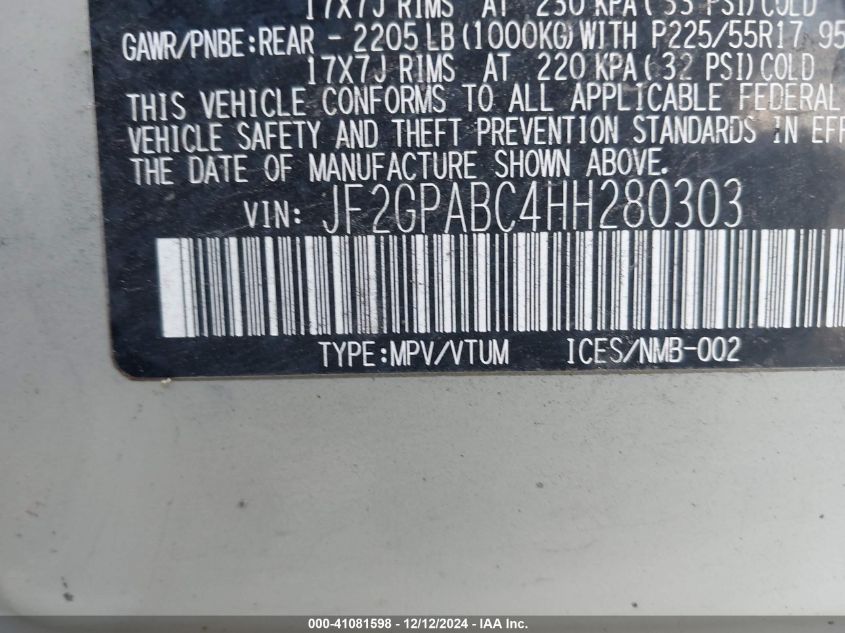 17X7J RIMS AT 230 KPA(33 PSI)COLD
GAWR/PNBE:REAR - 2205 LB(1000KG)WITH P225/55R17 95
17X7J RIMS AT 220 KPA(32 PSI)COLD
THIS VEHICLE CONFORMS TO ALL APPLICABLE FEDERAL
VEHICLE SAFETY AND THEFT PREVENTION STANDARDS IN EFF
THE DATE OF MANUFACTURE SHOWN ABOVE.
VIN: JF2GPABC4HH280303
TYPE:MPV/VTUM ICES/NMB-002
000-41081598 - 12/12/2024 - IAA Inc.